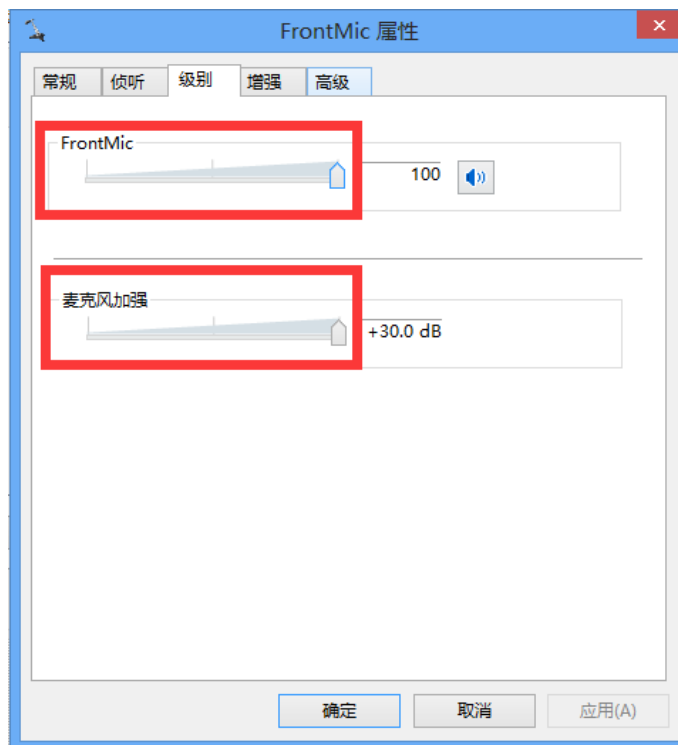 FrontMic 属性
常规 侦听 级别 增强 高级
FrontMic
100
麦克风加强
+30.0 dB
确定 取消 应用(A)